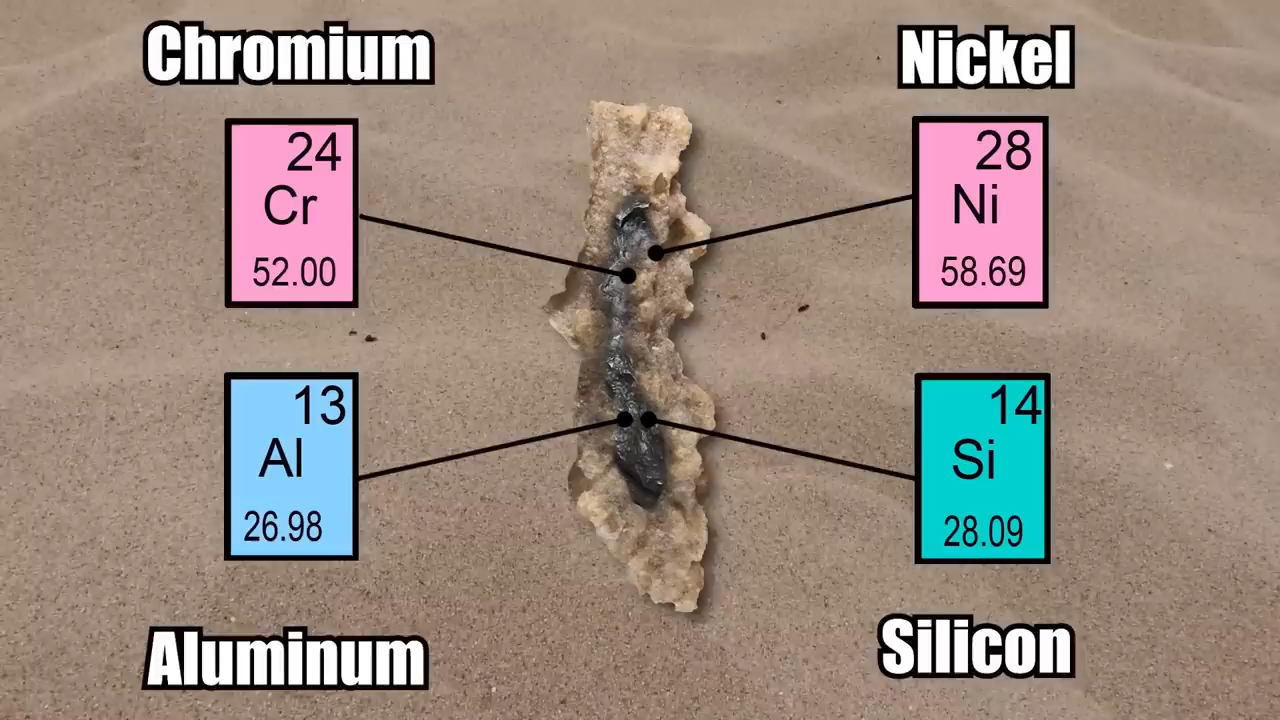 Chromium
Nickel
24
Cr
52.00
28
Ni
58.69
13
Al
26.98
14
Si
28.09
Aluminum
Silicon